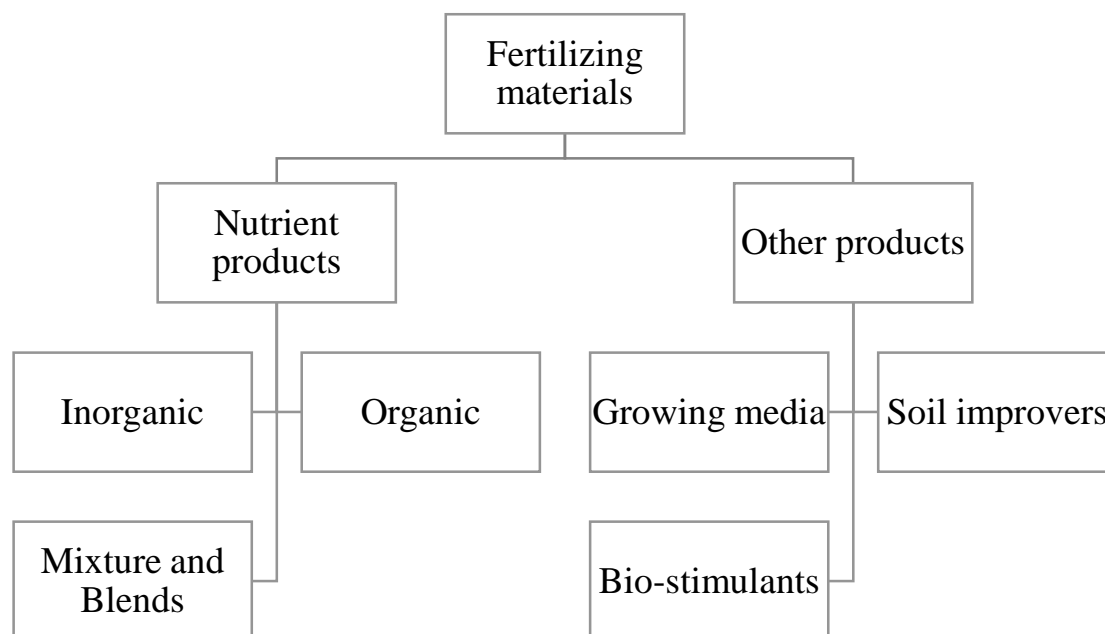 Fertilizing
materials
Nutrient
products
Other products
Inorganic
Organic
Growing media
Soil improvers
Mixture and
Blends
Bio-stimulants